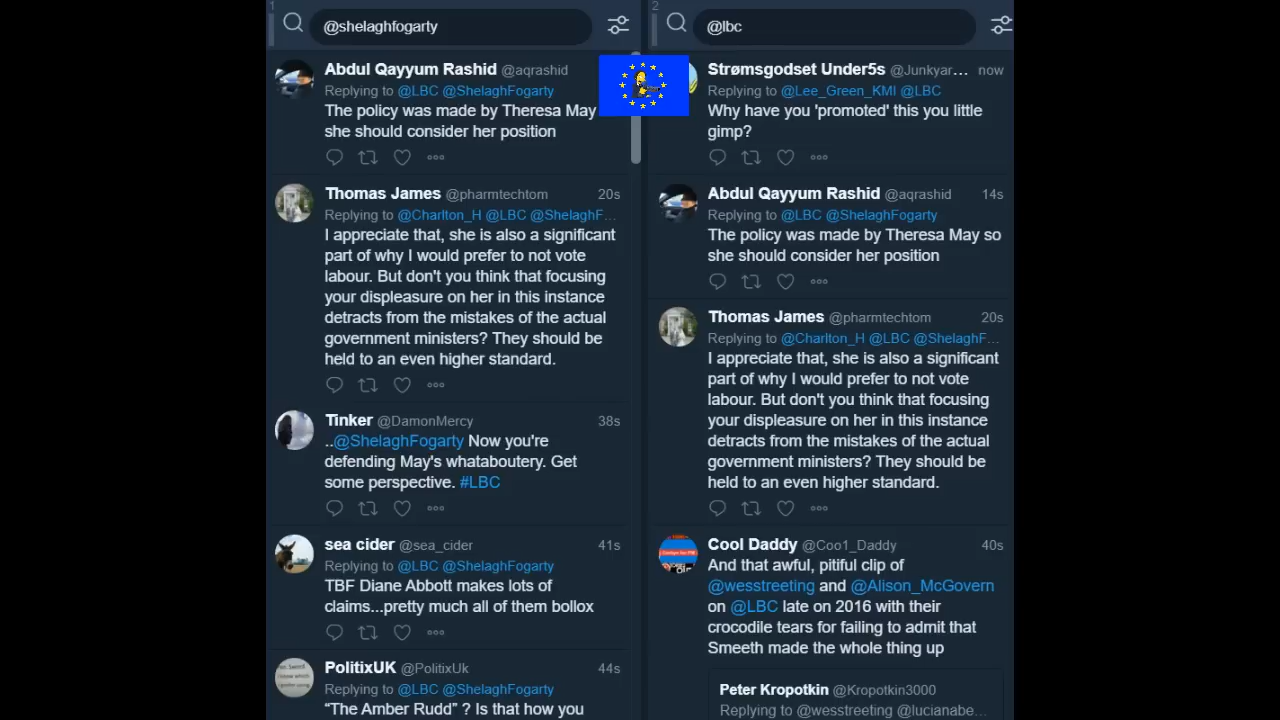 1
@shelaghfogarty
Abdul Qayyum Rashid @aqrashid
Replying to @LBC @ShelaghFogarty
The policy was made by Theresa May
she should consider her position
Thomas James @pharmtechtom 20s
Replying to @Charlton_H @LBC @ShelaghF...
I appreciate that, she is also a significant
part of why I would prefer to not vote
labour. But don't you think that focusing
your displeasure on her in this instance
detracts from the mistakes of the actual
government ministers? They should be
held to an even higher standard.
Tinker @DamonMercy 38s
..@ShelaghFogarty Now you're
defending May's whataboutery. Get
some perspective. #LBC
sea cider @sea_cider 41s
Replying to @LBC @ShelaghFogarty
TBF Diane Abbott makes lots of
claims...pretty much all of them bollox
PolitixUK @PolitixUk 44s
Replying to @LBC @ShelaghFogarty
“The Amber Rudd” ? Is that how you
2
@lbc
Strømsgodset Under5s @Junkyar... now
Replying to @Lee_Green_KMI @LBC
Why have you 'promoted' this you little
gimp?
Abdul Qayyum Rashid @aqrashid 14s
Replying to @LBC @ShelaghFogarty
The policy was made by Theresa May so
she should consider her position
Thomas James @pharmtechtom 20s
Replying to @Charlton_H @LBC @ShelaghF...
I appreciate that, she is also a significant
part of why I would prefer to not vote
labour. But don't you think that focusing
your displeasure on her in this instance
detracts from the mistakes of the actual
government ministers? They should be
held to an even higher standard.
Cool Daddy @Coo1_Daddy 40s
And that awful, pitiful clip of
@wesstreeting and @Alison_McGovern
on @LBC late on 2016 with their
crocodile tears for failing to admit that
Smeeth made the whole thing up
Peter Kropotkin @Kropotkin3000
Replying to @wesstreeting @lucianabe...